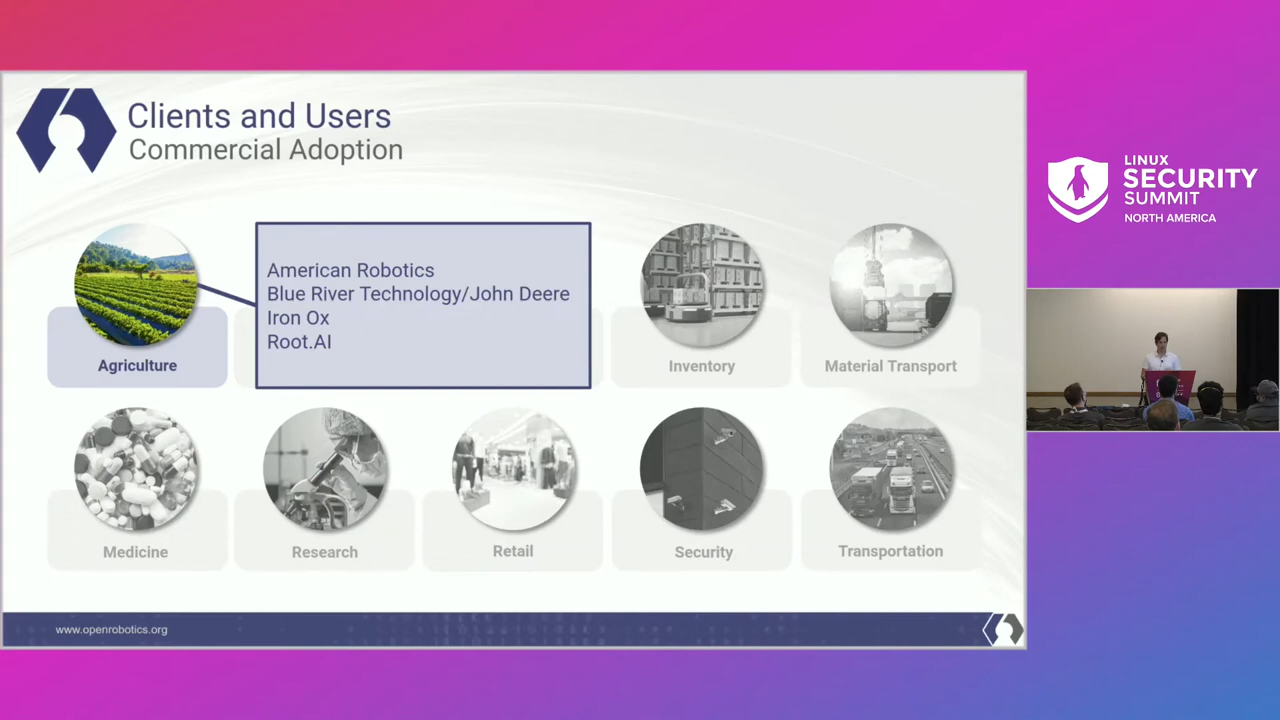 Clients and Users
Commercial Adoption
American Robotics
Blue River Technology/John Deere
Iron Ox
Root.AI
Agriculture
Inventory
Material Transport
Medicine
Research
Retail
Security
Transportation
www.openrobotics.org
LINUX
SECURITY
SUMMIT
NORTH AMERICA